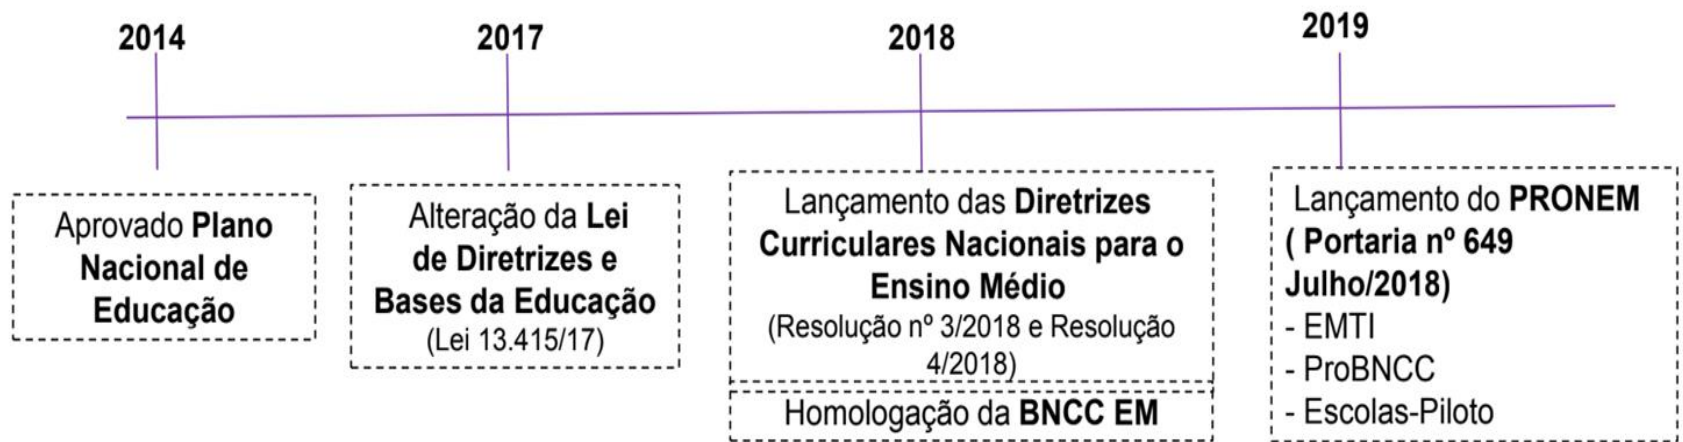 2014
2017
2018
2019
Aprovado Plano
Nacional de
Educação
Alteração da Lei
de Diretrizes e
Bases da Educação
(Lei 13.415/17)
Lançamento das Diretrizes
Curriculares Nacionais para o
Ensino Médio
(Resolução nº 3/2018 e Resolução
4/2018)
Homologação da BNCC EM
Lançamento do PRONEM
( Portaria nº 649
Julho/2018)
- EMTI
- ProBNCC
- Escolas-Piloto